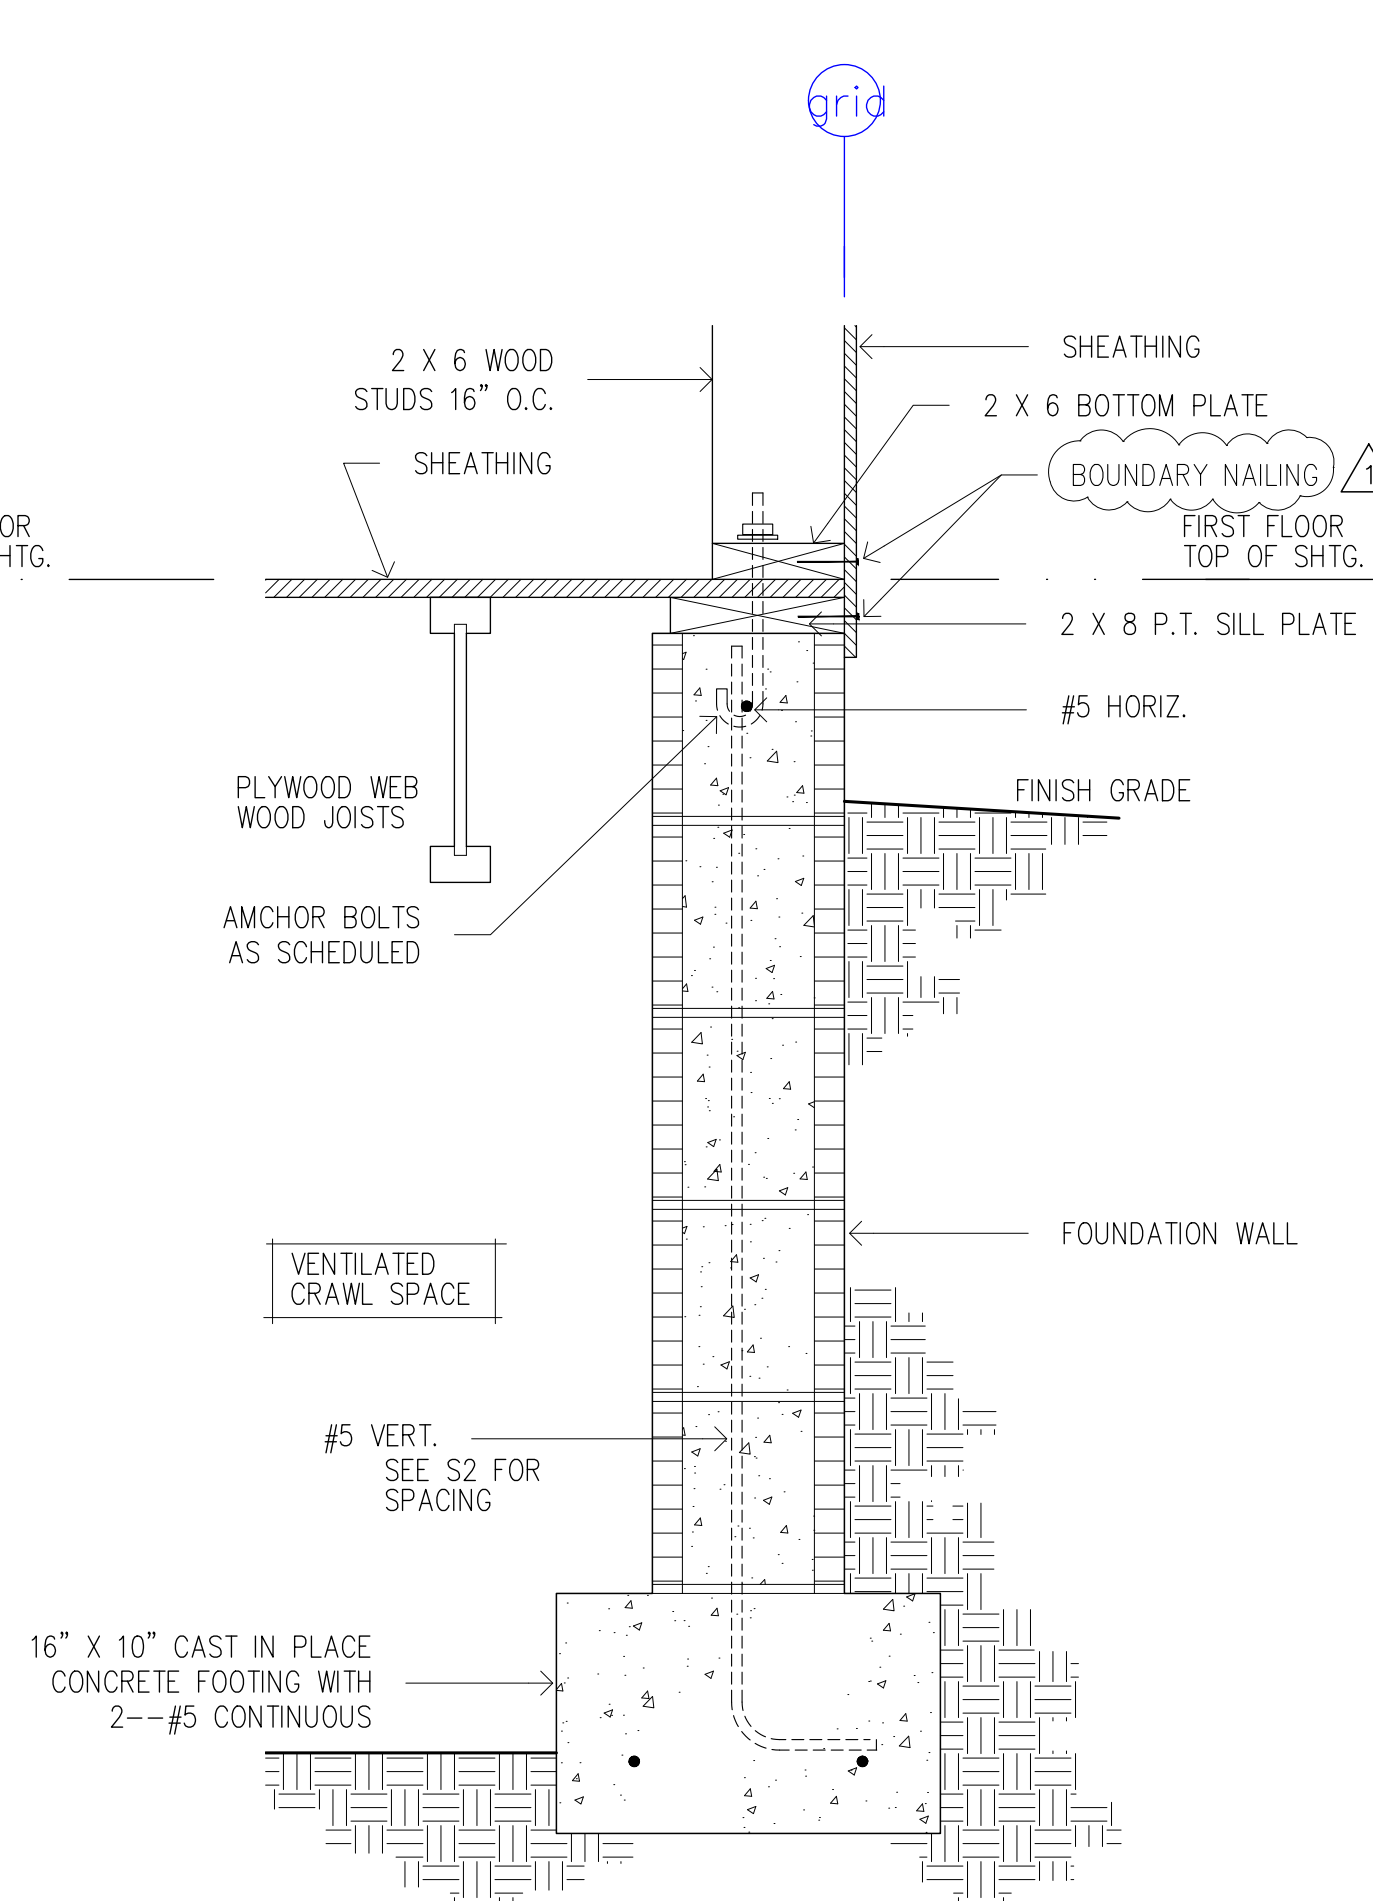 grid
2 X 6 WOOD
STUDS 16" O.C.
SHEATHING
SHEATHING
2 X 6 BOTTOM PLATE
BOUNDARY NAILING
1
OR
HTG.
FIRST FLOOR
TOP OF SHTG.
2 X 8 P.T. SILL PLATE
#5 HORIZ.
FINISH GRADE
PLYWOOD WEB
WOOD JOISTS
AMCHOR BOLTS
AS SCHEDULED
FOUNDATION WALL
VENTILATED
CRAWL SPACE
#5 VERT.
SEE S2 FOR
SPACING
16" X 10" CAST IN PLACE
CONCRETE FOOTING WITH
2--#5 CONTINUOUS